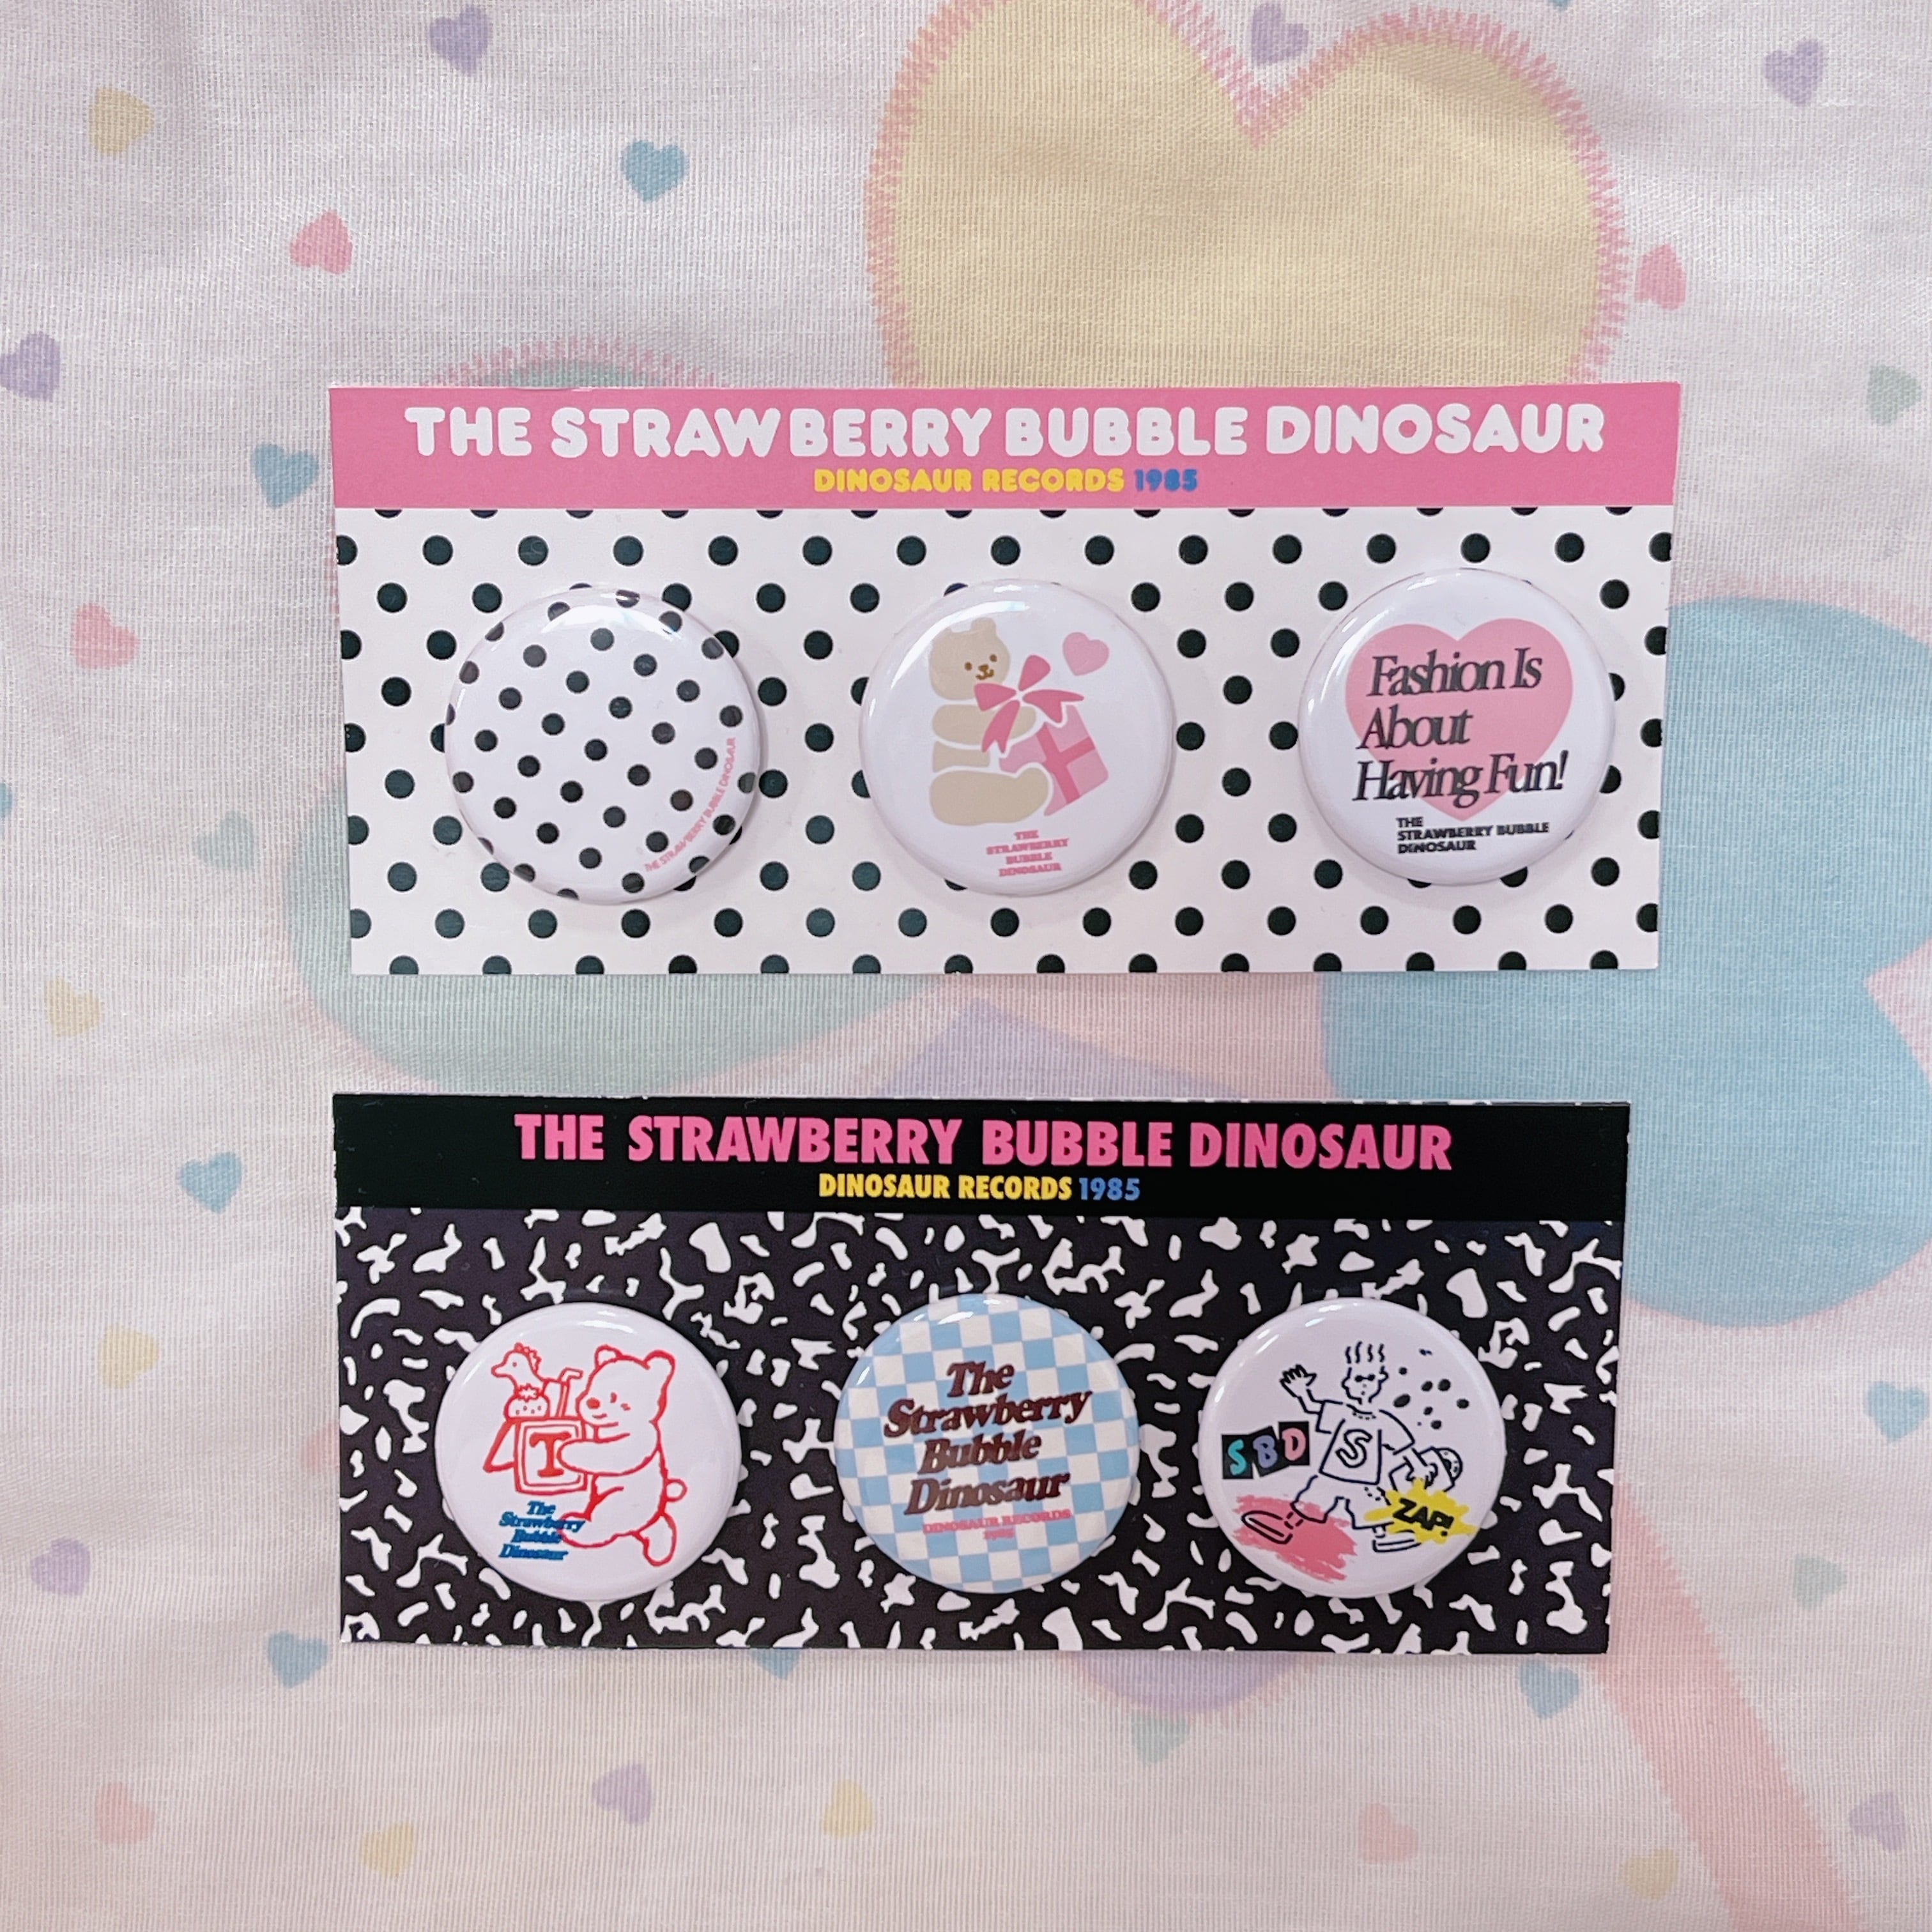 THE STRAWBERRY BUBBLE DINOSAUR
DINOSAUR RECORDS 1985
THE STRAWBERRY BUBBLE DINOSAUR
THE
STRAWBERRY
BUBBLE
DINOSAUR
Fashion Is
About
Having Fun!
THE
STRAWBERRY BUBBLE
DINOSAUR
THE STRAWBERRY BUBBLE DINOSAUR
DINOSAUR RECORDS 1985
T
The
Strawberry
Bubble
Dinosaur
The
Strawberry
Bubble
Dinosaur
DINOSAUR RECORDS
1985
S
SBD
ZAP!